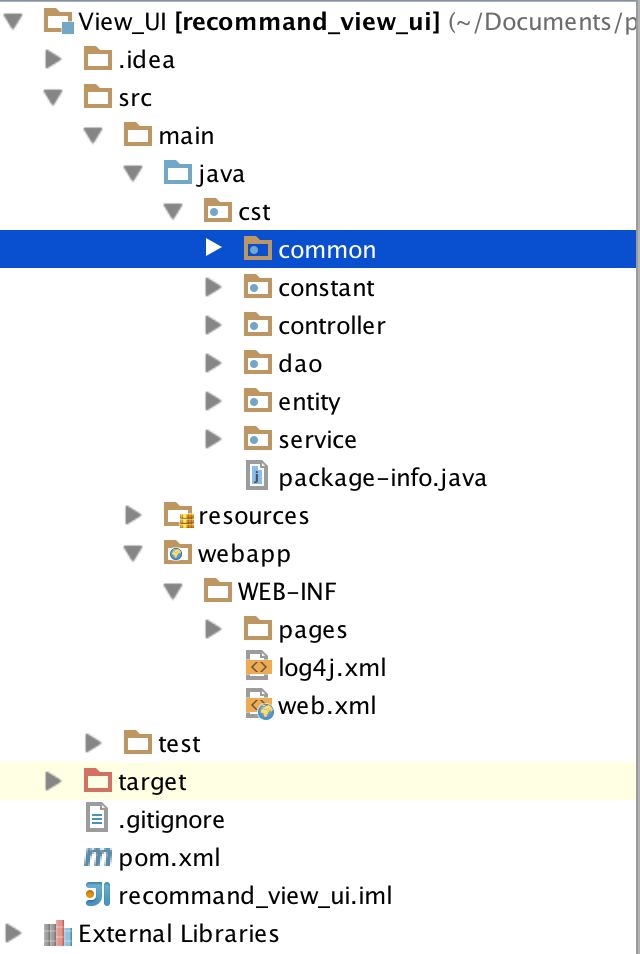 View_UI [recommand_view_ui] (~/Documents/p
.idea
src
main
java
cst
common
constant
controller
dao
entity
service
package-info.java
resources
webapp
WEB-INF
pages
log4j.xml
web.xml
test
target
.gitignore
pom.xml
recommand_view_ui.iml
External Libraries